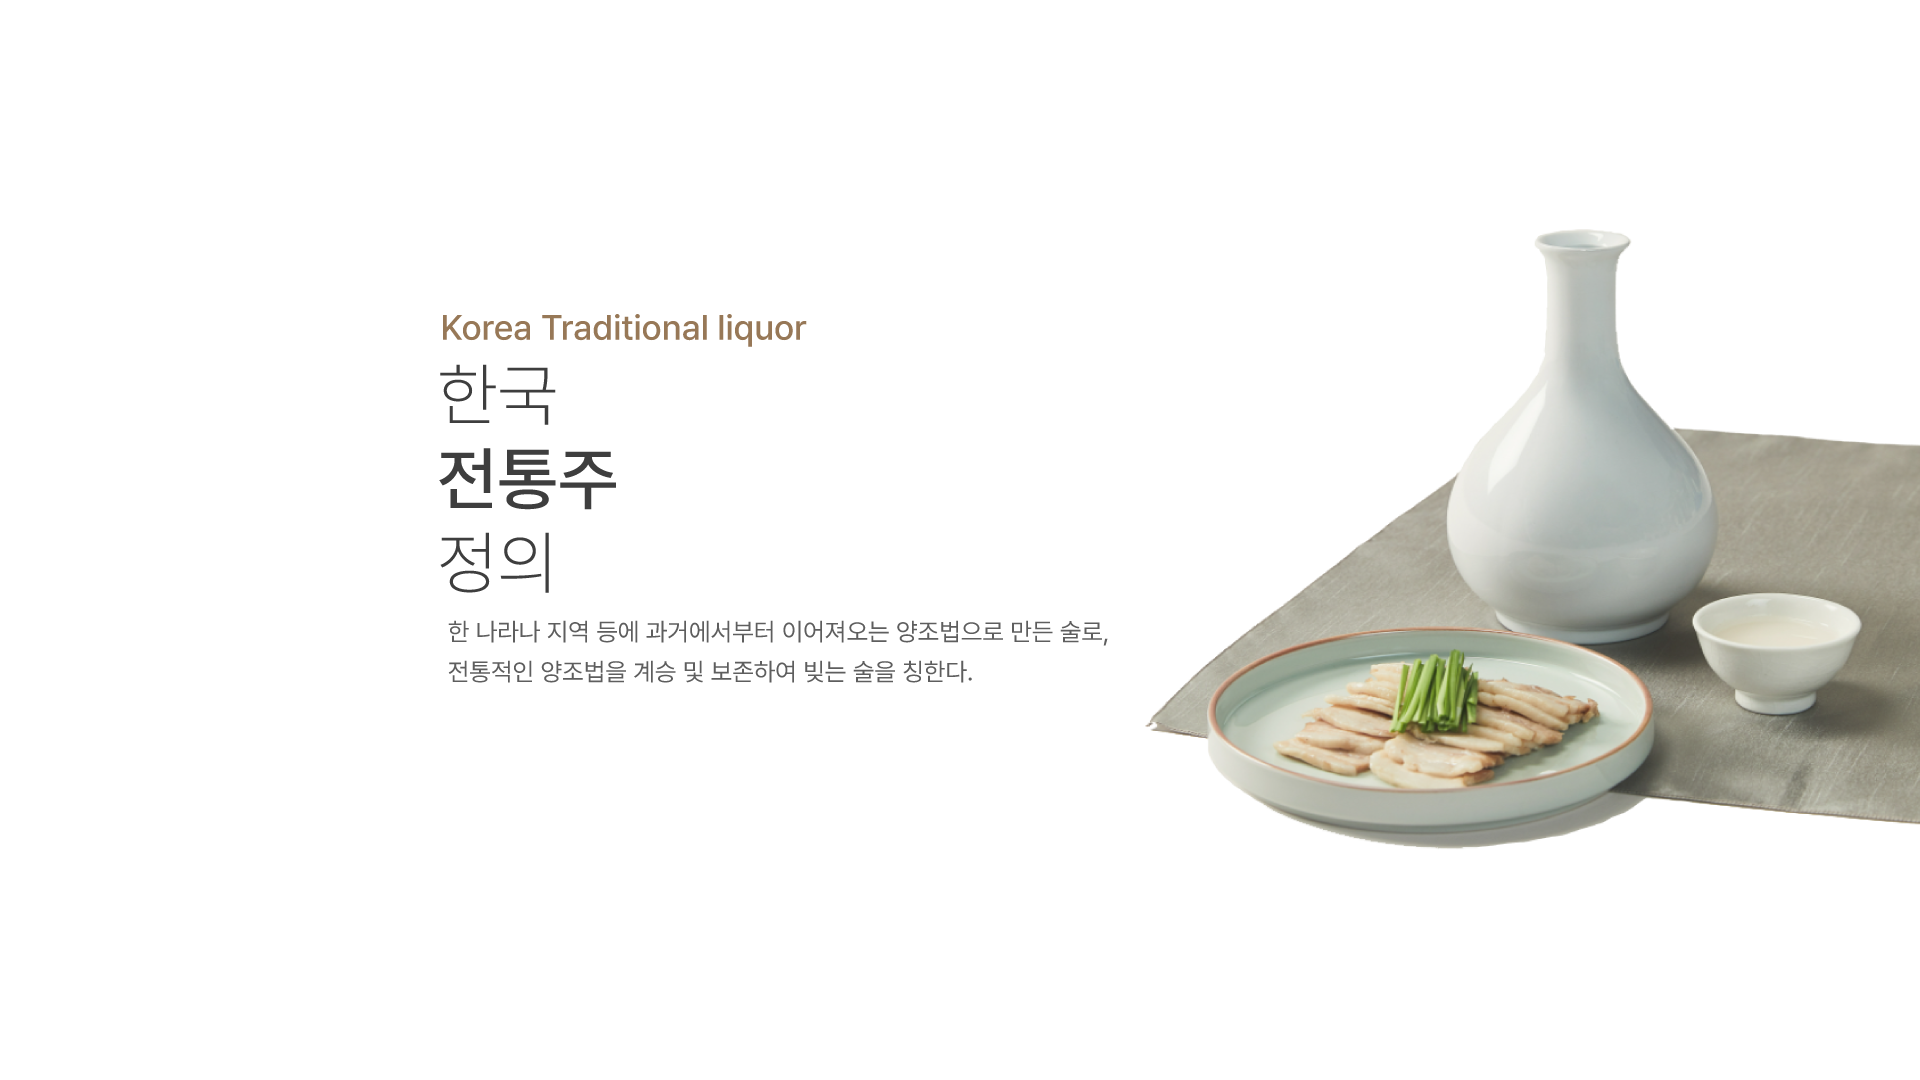 Korea Traditional liquor
한국
전통주
정의
한 나라나 지역 등에 과거에서부터 이어져오는 양조법으로 만든 술로,
전통적인 양조법을 계승 및 보존하여 빚는 술을 칭한다.